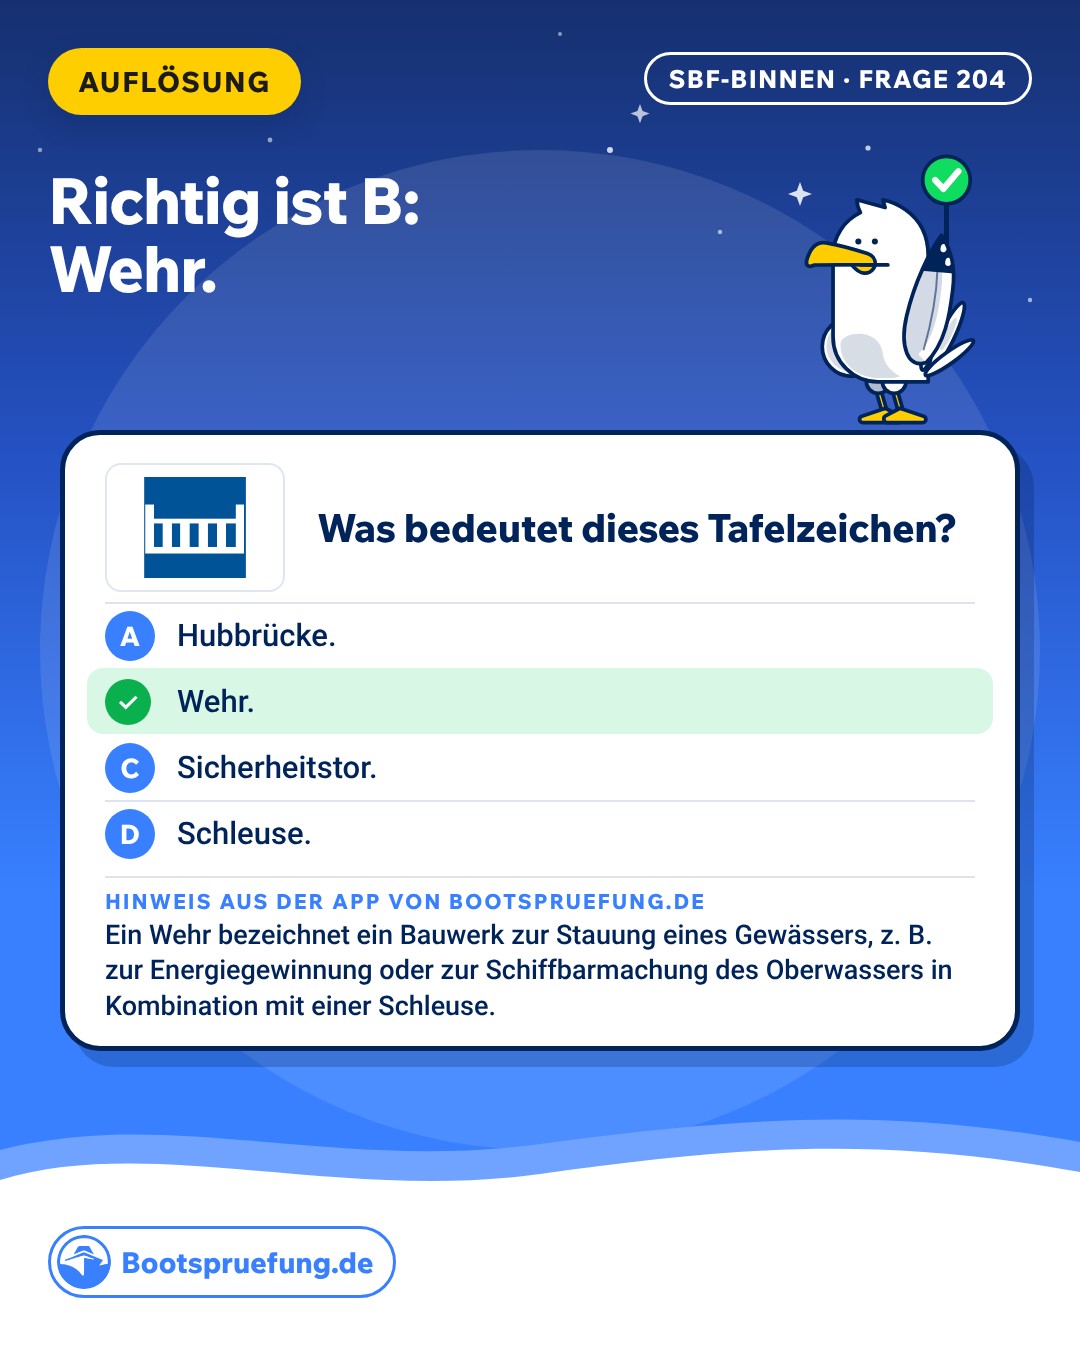 AUFLÖSUNG
SBF-BINNEN · FRAGE 204
Richtig ist B:
Wehr.
Was bedeutet dieses Tafelzeichen?
A Hubbrücke.
Wehr.
C Sicherheitstor.
D Schleuse.
HINWEIS AUS DER APP VON BOOTSPRUEFUNG.DE
Ein Wehr bezeichnet ein Bauwerk zur Stauung eines Gewässers, z. B.
zur Energiegewinnung oder zur Schiffbarmachung des Oberwassers in
Kombination mit einer Schleuse.
Bootspruefung.de